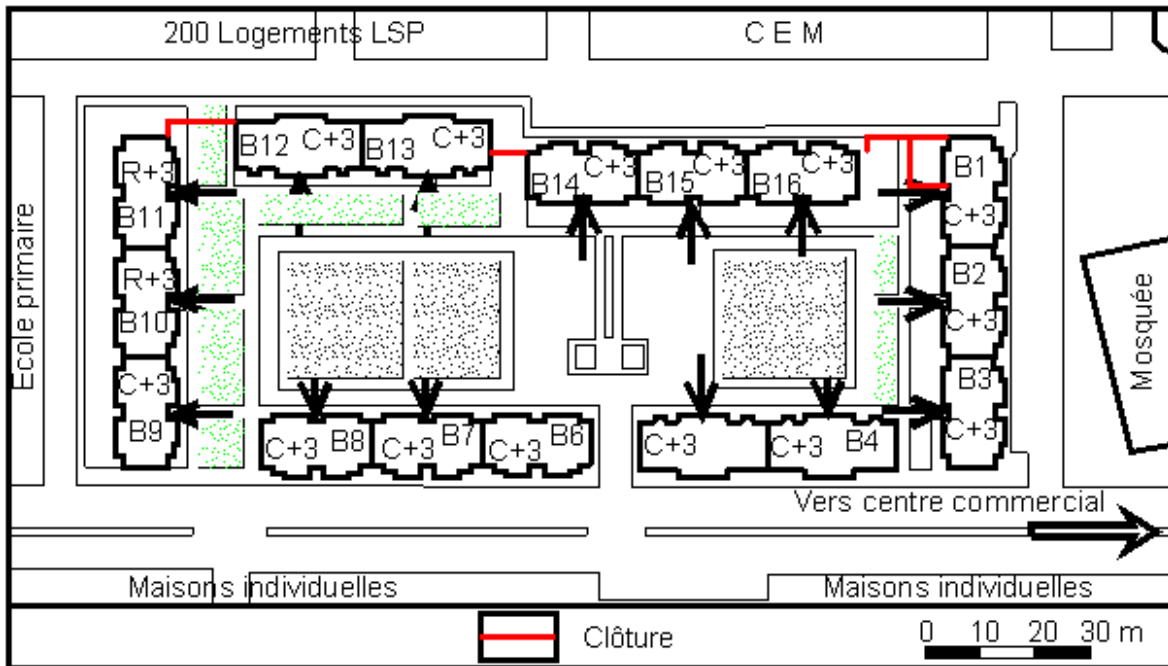 200 Logements LSP
C E M
B12 C+3
B13 C+3
B14 C+3
B15 C+3
B16 C+3
B1
C+3
R+3
B11
B2
C+3
R+3
B10
B3
C+3
C+3
B9
Ecole primaire
Mosquée
C+3 B8
C+3 B7
C+3 B6
C+3
C+3 B4
Vers centre commercial
Maisons individuelles
Maisons individuelles
Clôture
0 10 20 30 m